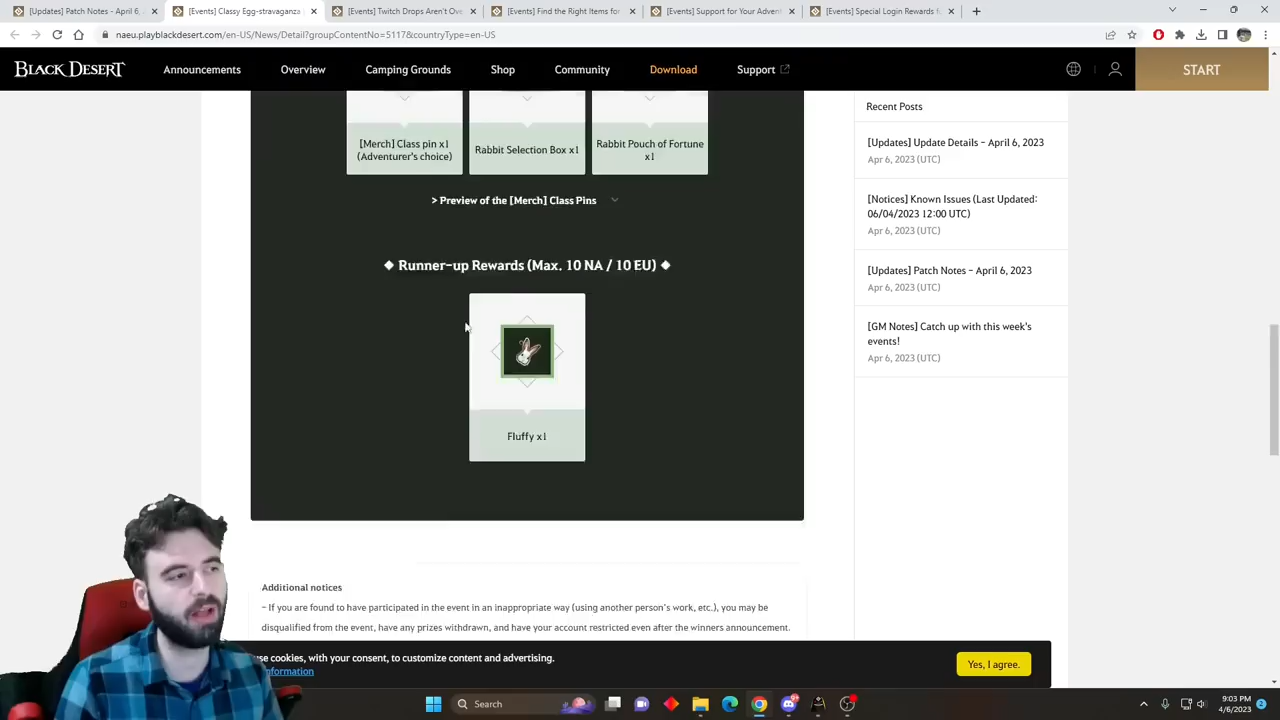 [Updates] Patch Notes - April 6,
[Events] Classy Egg-stravaganza
[Events] Twitch Drops Aren't Ove
[Events] Find the Right Items for
[Events] Support for Your Advent
[Events] Special Login Rewards f
naeu.playblackdesert.com/en-US/News/Detail?groupContentNo=5117&countryType=en-US
BLACK DESERT
Announcements
Overview
Camping Grounds
Shop
Community
Download
Support
START
[Merch] Class pin x1
(Adventurer's choice)
Rabbit Selection Box x1
Rabbit Pouch of Fortune
x1
> Preview of the [Merch] Class Pins
◆ Runner-up Rewards (Max. 10 NA / 10 EU) ◆
Fluffy x1
Recent Posts
[Updates] Update Details – April 6, 2023
Apr 6, 2023 (UTC)
[Notices] Known Issues (Last Updated:
06/04/2023 12:00 UTC)
Apr 6, 2023 (UTC)
[Updates] Patch Notes - April 6, 2023
Apr 6, 2023 (UTC)
[GM Notes] Catch up with this week's
events!
Apr 6, 2023 (UTC)
Additional notices
– If you are found to have participated in the event in an inappropriate way (using another person's work, etc.), you may be
disqualified from the event, have any prizes withdrawn, and have your account restricted even after the winners announcement.
use cookies, with your consent, to customize content and advertising.
information
Yes, I agree.
Search
9:03 PM
4/6/2023